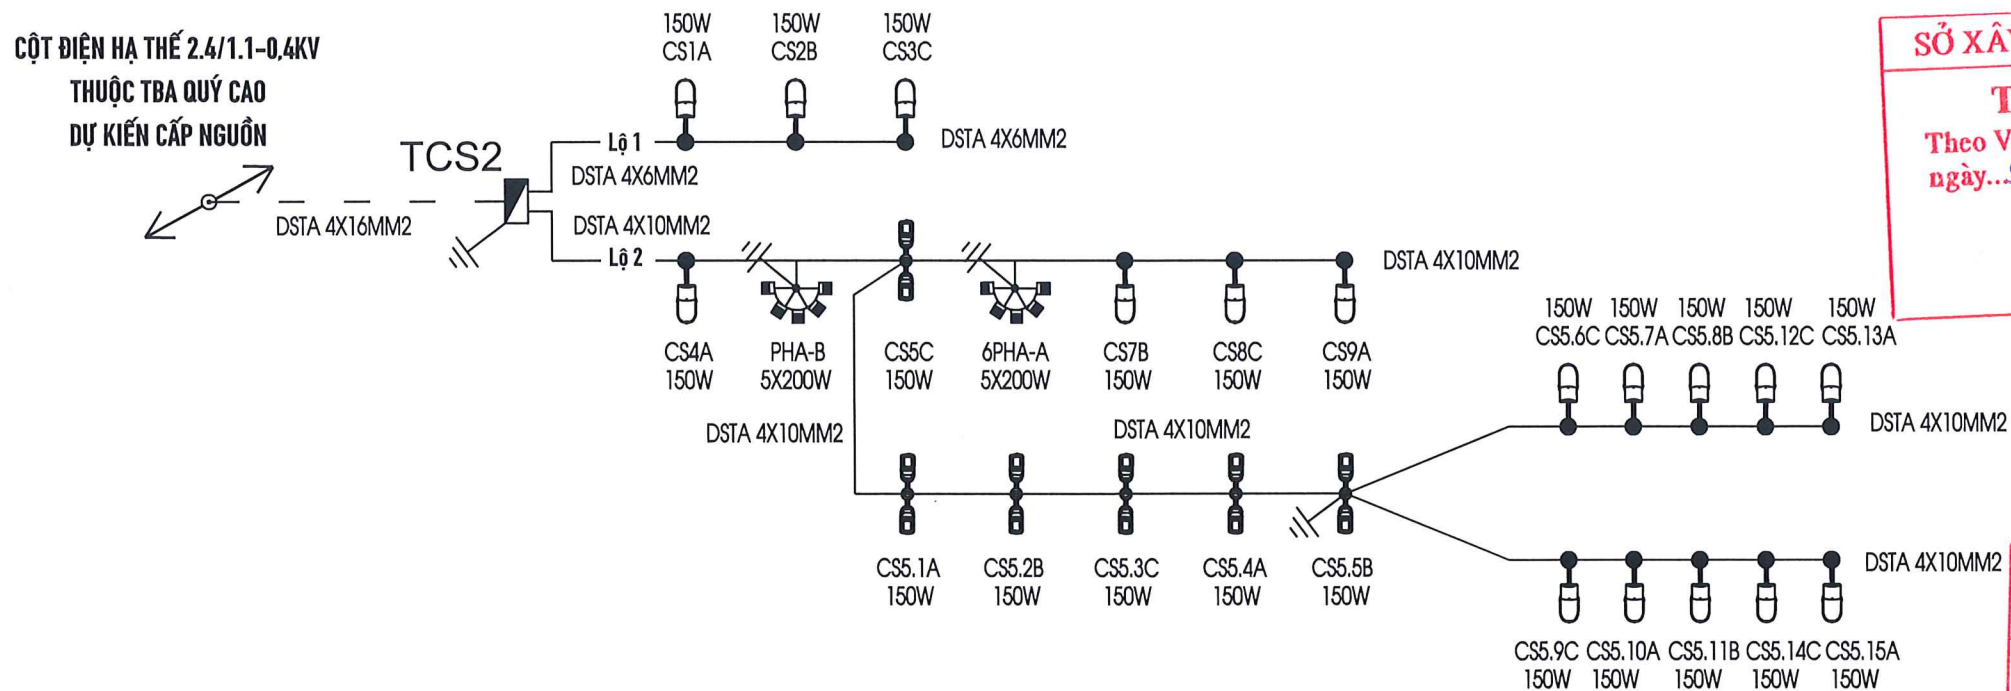 CỘT ĐIỆN HẠ THẾ 2.4/1.1-0,4KV
THUỘC TBA QUÝ CAO
DỰ KIẾN CẤP NGUỒN
DSTA 4X16MM2
TCS2
150W 150W 150W
CS1A CS2B CS3C
Lộ 1
DSTA 4X6MM2
DSTA 4X6MM2
DSTA 4X10MM2
Lộ 2
DSTA 4X10MM2
CS4A PHA-B CS5C 6PHA-A CS7B CS8C CS9A
150W 5X200W 150W 5X200W 150W 150W 150W
DSTA 4X10MM2
DSTA 4X10MM2
CS5.1A CS5.2B CS5.3C CS5.4A CS5.5B
150W 150W 150W 150W 150W
150W 150W 150W 150W 150W
CS5.6C CS5.7A CS5.8B CS5.12C CS5.13A
DSTA 4X10MM2
DSTA 4X10MM2
CS5.9C CS5.10A CS5.11B CS5.14C CS5.15A
150W 150W 150W 150W 150W
SỞ
Theo
ngày...